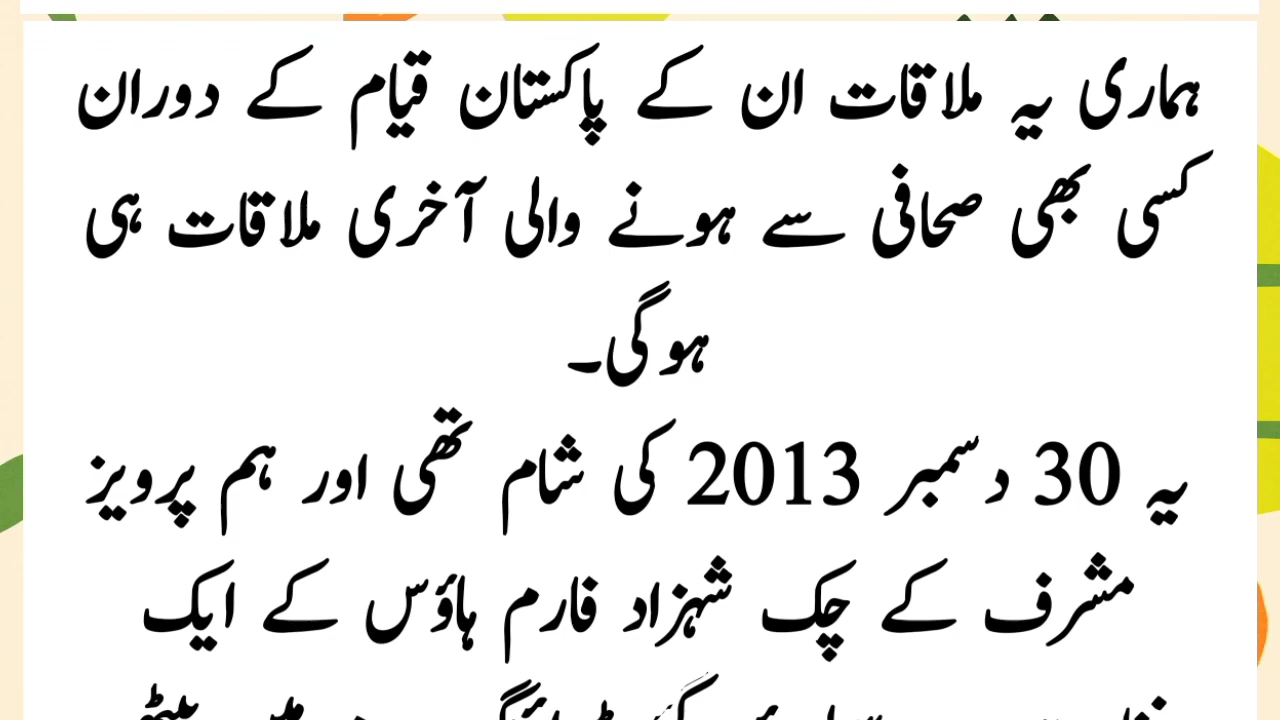 ہماری یہ ملاقات ان کے پاکستان قیام کے دوران
کسی بھی صحافی سے ہونے والی آخری ملاقات ہی
ہوگی۔
یہ 30 دسمبر 2013 کی شام تھی اور ہم پرویز
مشرف کے چک شہزاد فارم ہاؤس کے ایک